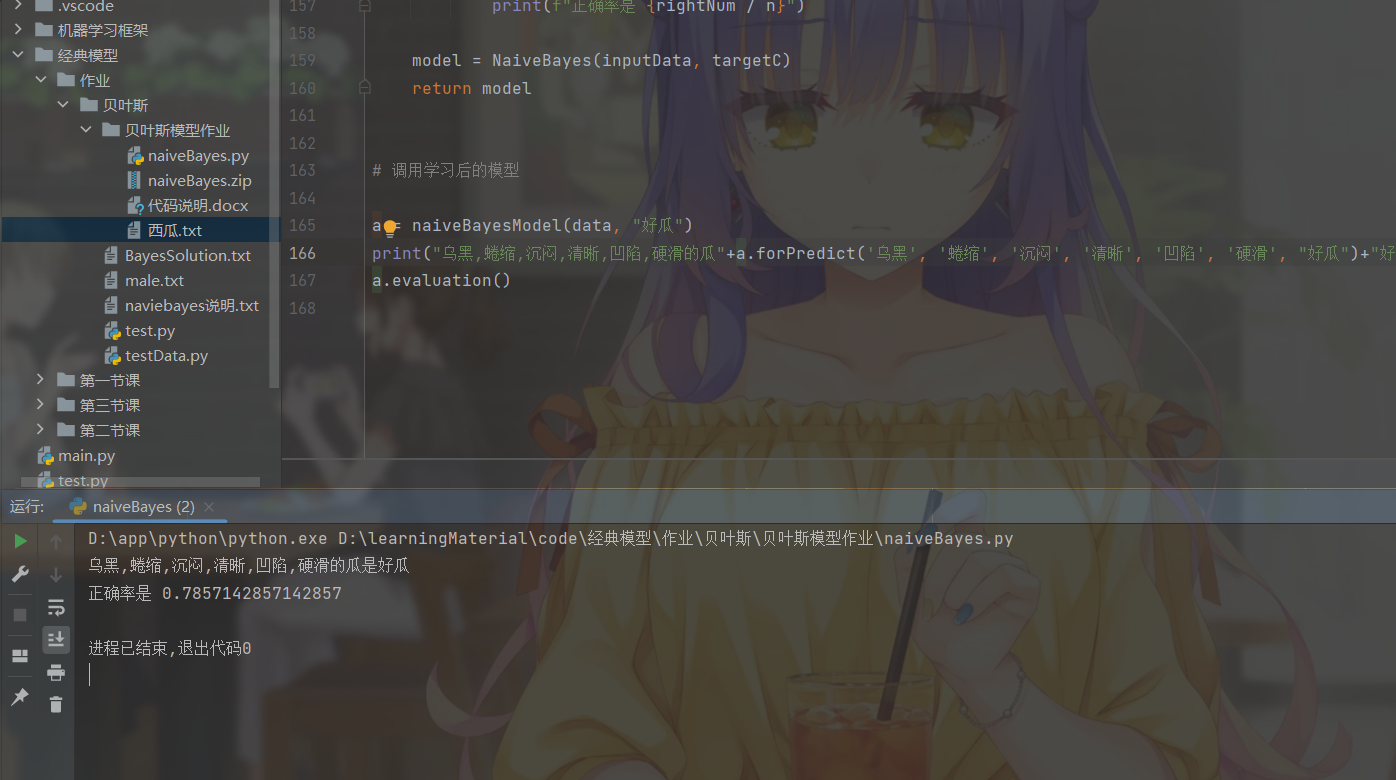 .vscode
机器学习框架
经典模型
作业
贝叶斯
贝叶斯模型作业
naiveBayes.py
naiveBayes.zip
代码说明.docx
西瓜.txt
BayesSolution.txt
male.txt
naviebayes说明.txt
test.py
testData.py
第一节课
第三节课
第二节课
main.py
test.py
157 print(f"正确率是 {rightNum / n}")
158
159 model = NaiveBayes(inputData, targetC)
160 return model
161
162
163 # 调用学习后的模型
164
165 a = naiveBayesModel(data, "好瓜")
166 print("乌黑,蜷缩,沉闷,清晰,凹陷,硬滑的瓜"+a.forPredict('乌黑', '蜷缩', '沉闷', '清晰', '凹陷', '硬滑', "好瓜")+"好
167 a.evaluation()
168
运行: naiveBayes (2)
D:\app\python\python.exe D:\learningMaterial\code\经典模型\作业\贝叶斯\贝叶斯模型作业\naiveBayes.py
乌黑,蜷缩,沉闷,清晰,凹陷,硬滑的瓜是好瓜
正确率是 0.7857142857142857
进程已结束,退出代码0